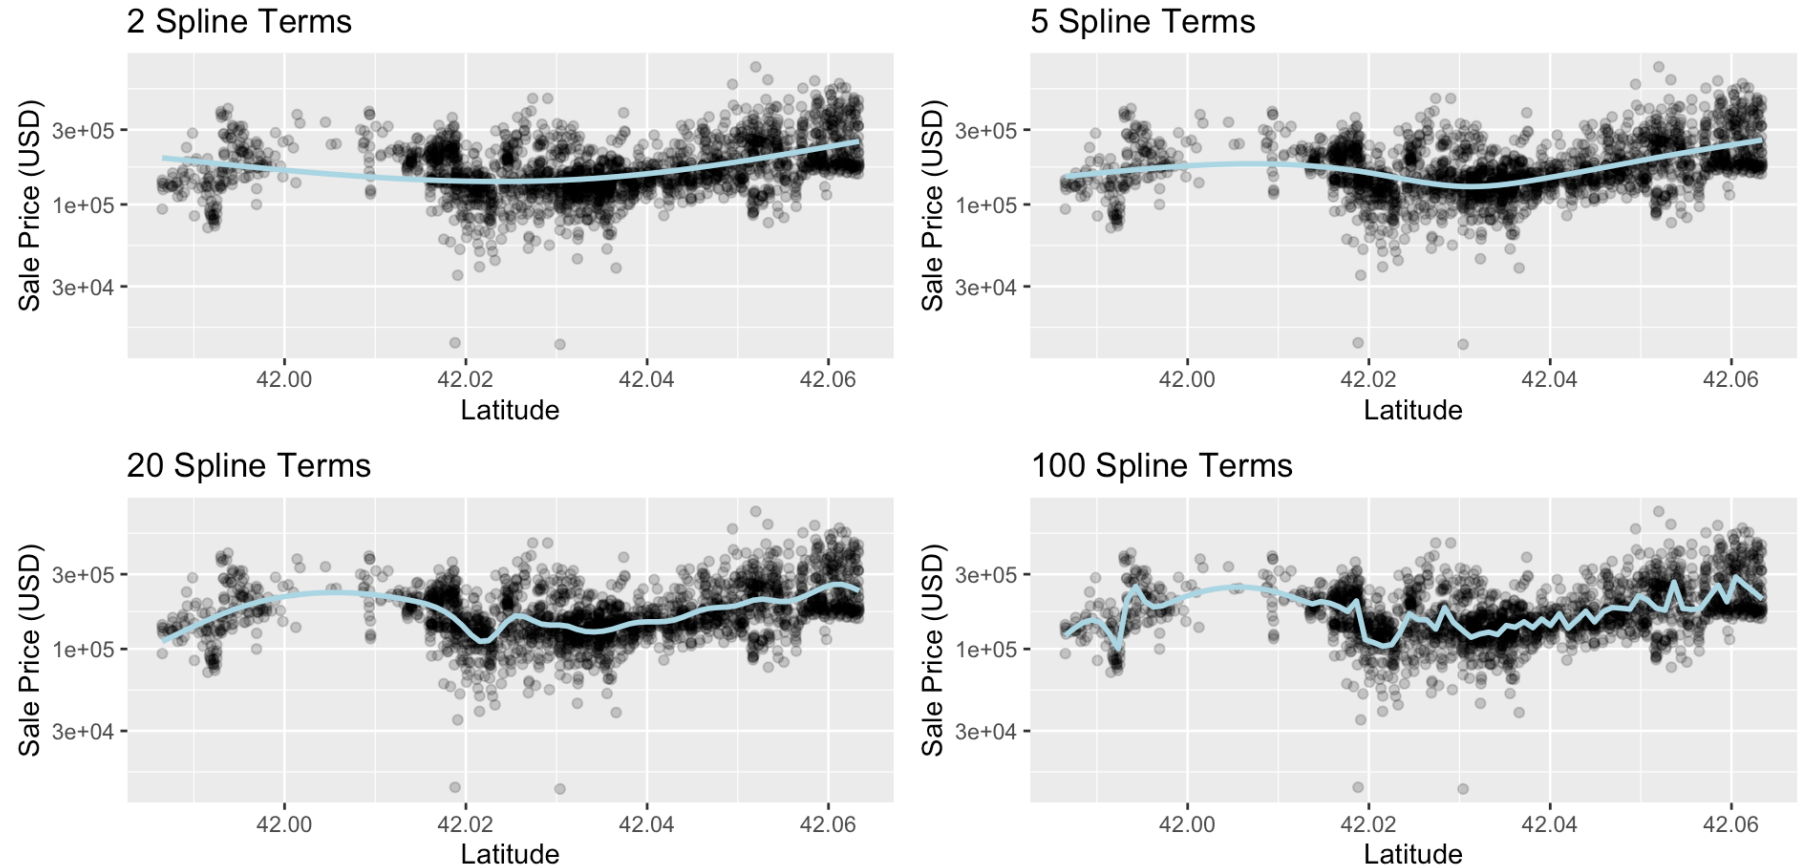 2 Spline Terms
Sale Price (USD)
3e+05
1e+05
3e+04
42.00 42.02 42.04 42.06
Latitude
5 Spline Terms
Sale Price (USD)
3e+05
1e+05
3e+04
42.00 42.02 42.04 42.06
Latitude
20 Spline Terms
Sale Price (USD)
3e+05
1e+05
3e+04
42.00 42.02 42.04 42.06
Latitude
100 Spline Terms
Sale Price (USD)
3e+05
1e+05
3e+04
42.00 42.02 42.04 42.06
Latitude